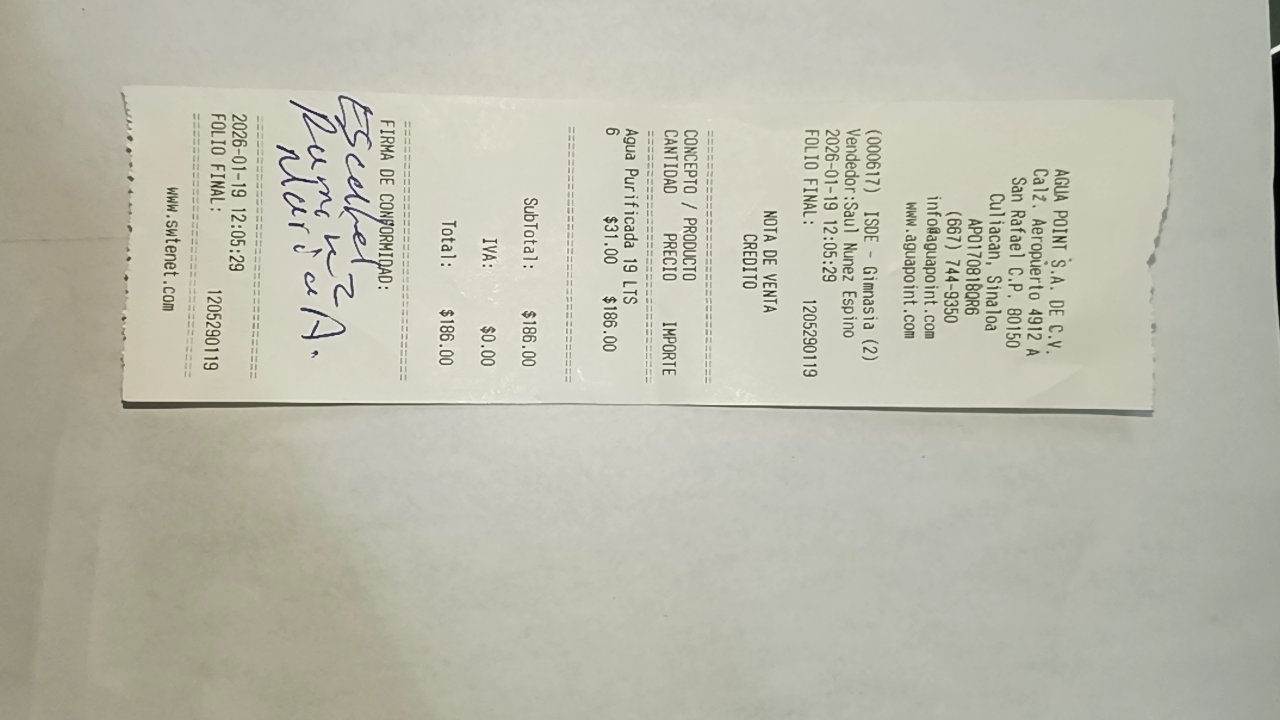 AGUA POINT S.A. DE C.V.
Calz. Aeropuerto 4912 A
San Rafael C.P. 80150
Culiacan, Sinaloa
APO170818QR6
(667) 744-9350
info@aguapoint.com
www.aguapoint.com
(000617) ISDE - Gimnasia (2)
Vendedor:Saul Nunez Espino
2026-01-19 12:05:29
FOLIO FINAL: 1205290119
NOTA DE VENTA
CREDITO
CONCEPTO / PRODUCTO
CANTIDAD PRECIO IMPORTE
Agua Purificada 19 LTS
6 $31.00 $186.00
SubTotal: $186.00
IVA: $0.00
Total: $186.00
FIRMA DE CONFORMIDAD:
María A.
2026-01-19 12:05:29
FOLIO FINAL: 1205290119
www.swtenet.com